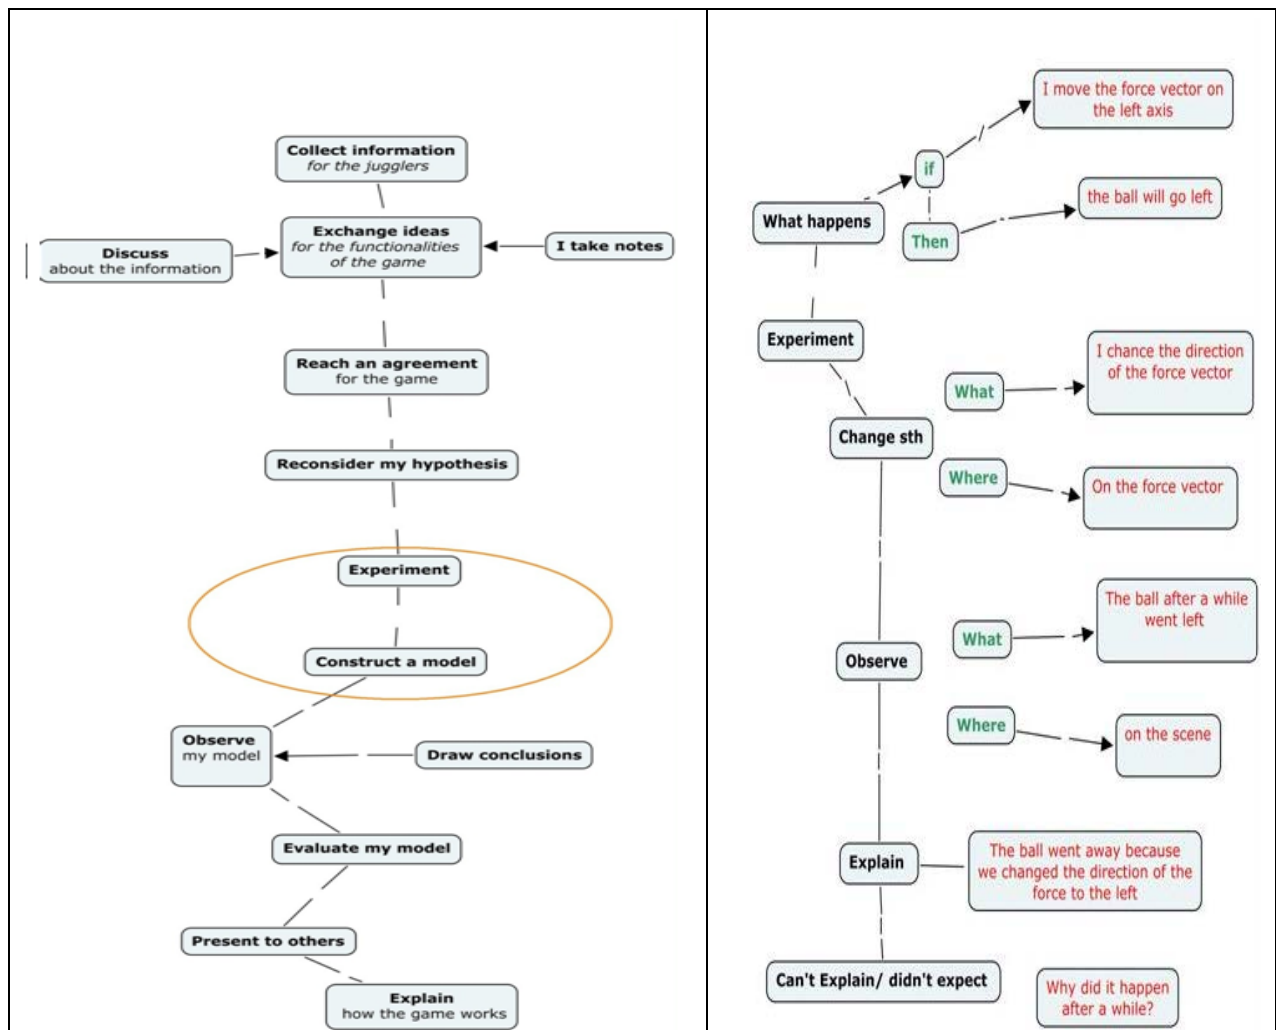 Collect information
for the jugglers
Exchange ideas
for the functionalities
of the game
Discuss
about the information
I take notes
Reach an agreement
for the game
Reconsider my hypothesis
Experiment
Construct a model
Observe
my model
Draw conclusions
Evaluate my model
Present to others
Explain
how the game works
I move the force vector on
the left axis
if
the ball will go left
What happens
Then
Experiment
I chance the direction
of the force vector
What
Change sth
Where
On the force vector
The ball after a while
went left
What
Observe
Where
on the scene
Explain
The ball went away because
we changed the direction of the
force to the left
Can't Explain/ didn't expect
Why did it happen
after a while?